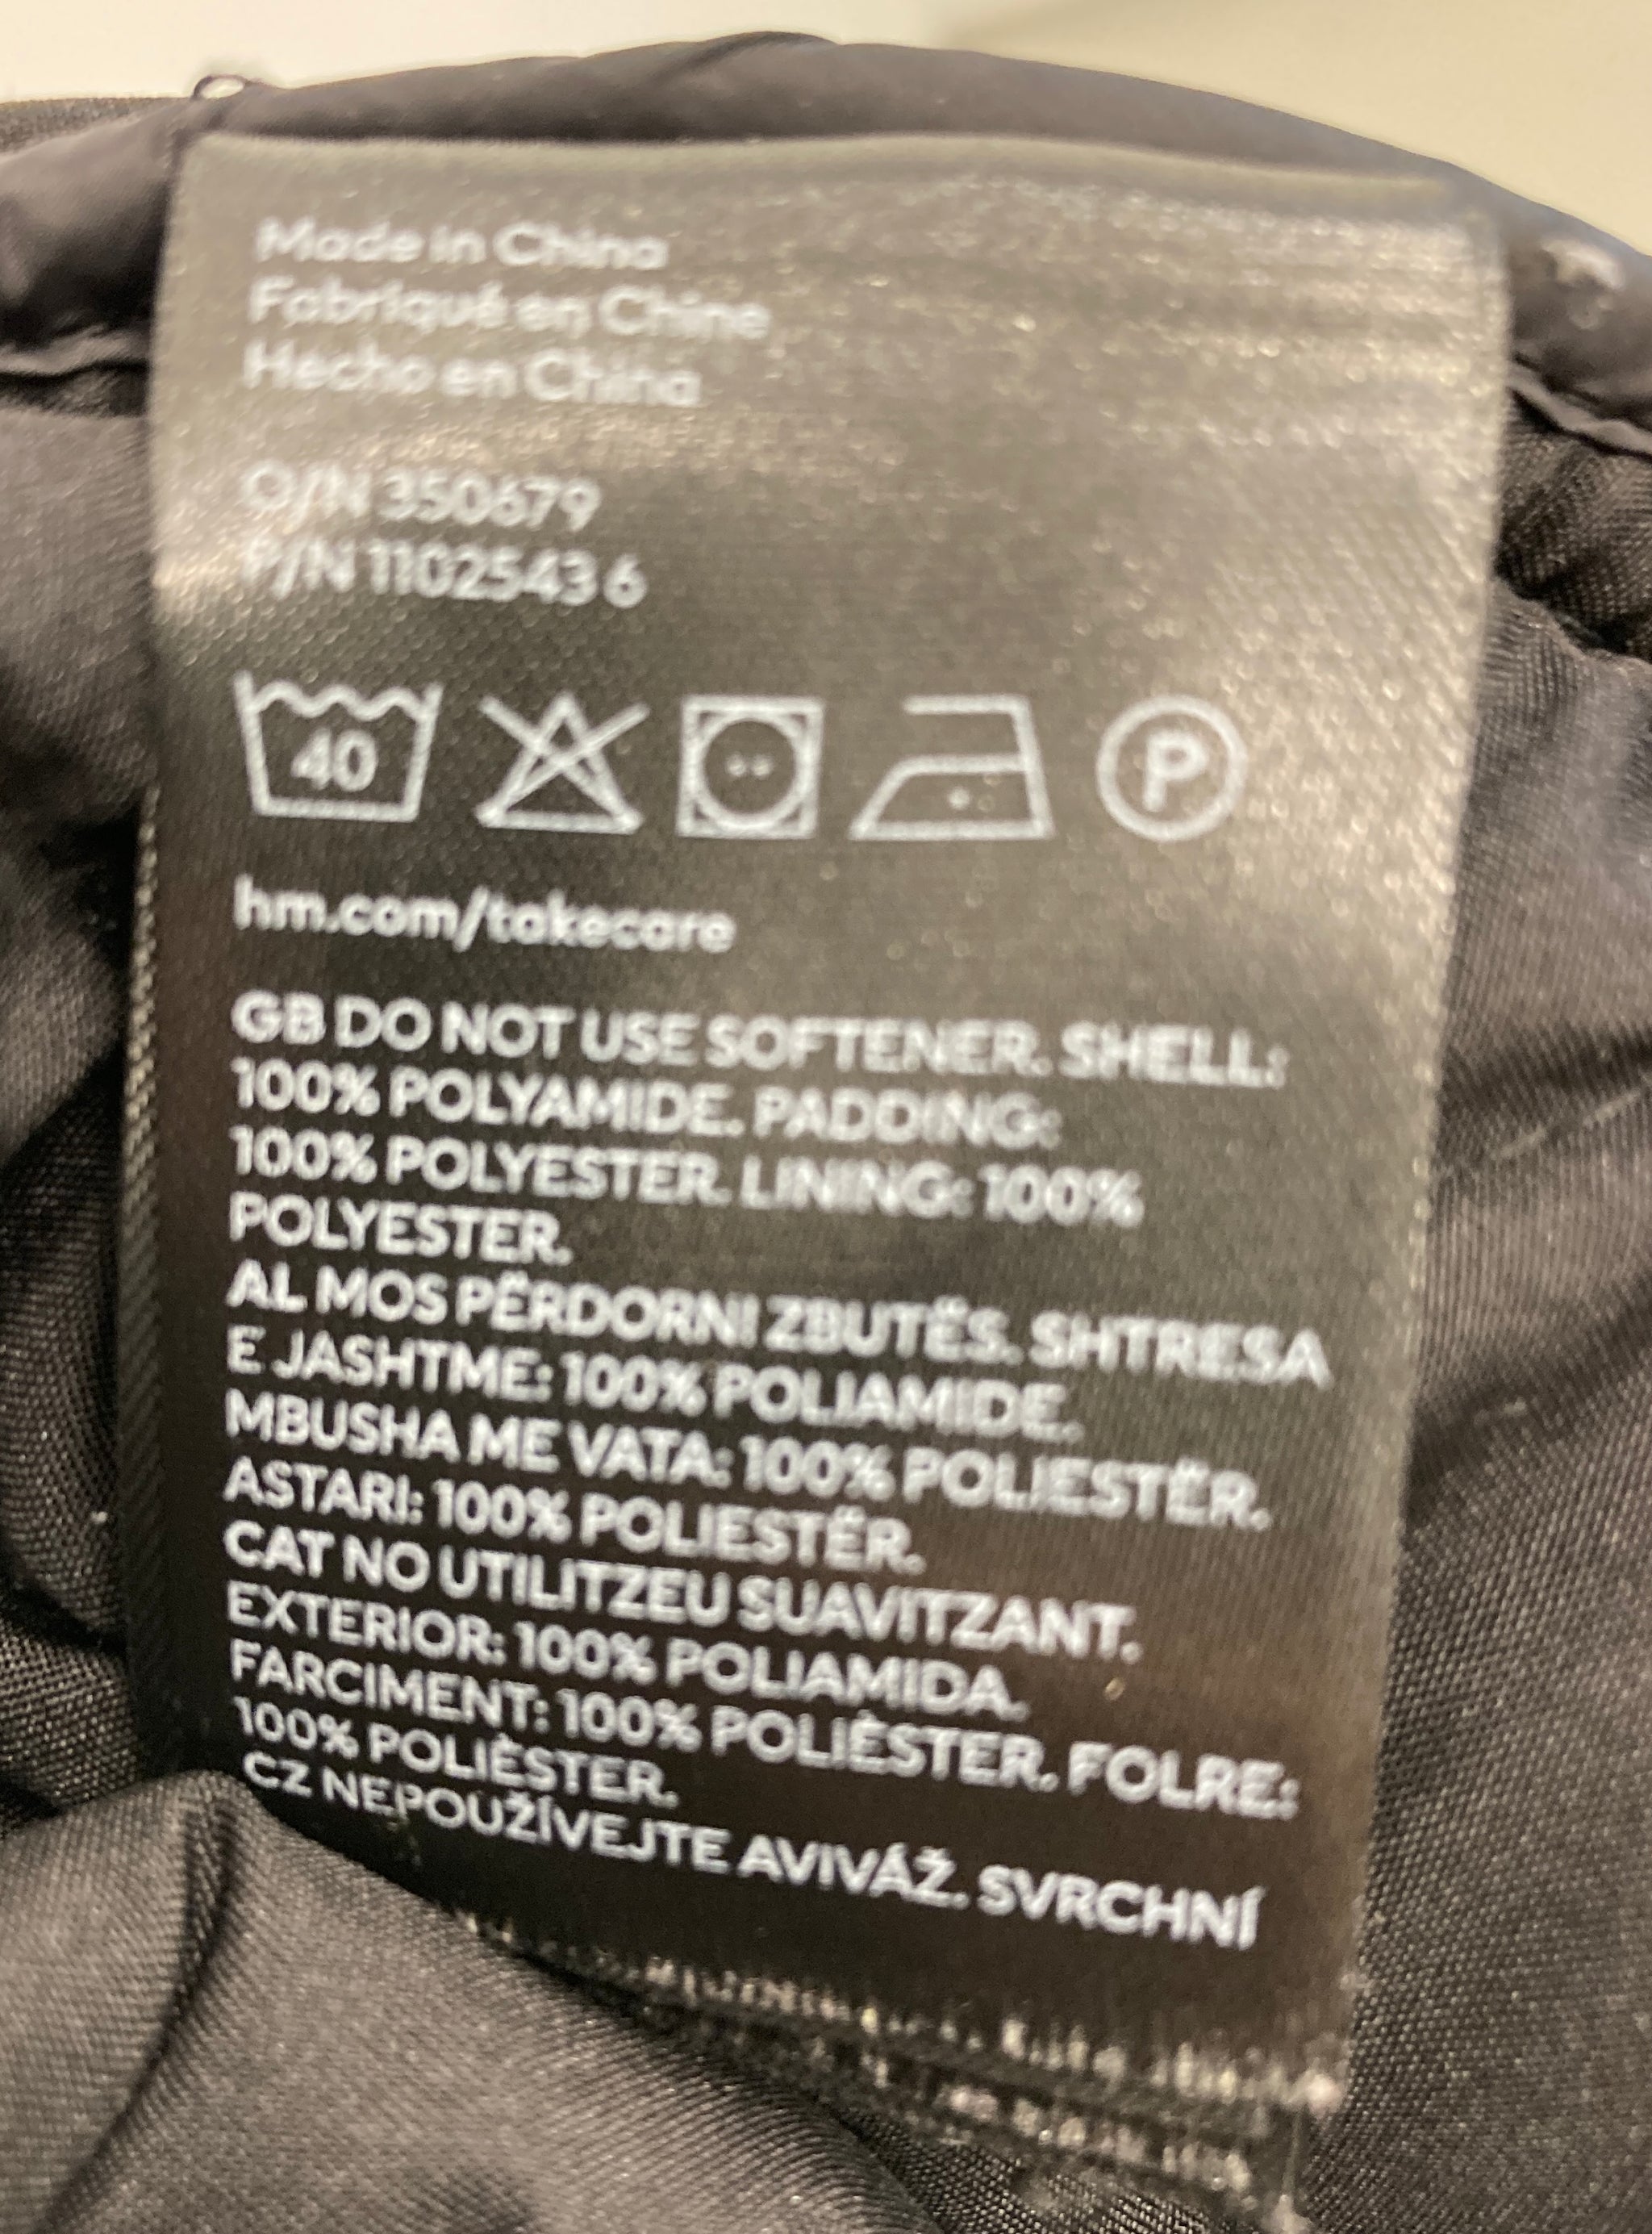 Made in China
Fabriqué en Chine
Hecho en China
O/N 350679
P/N 11025436
40
P
hm.com/takecare
GB DO NOT USE SOFTENER. SHELL:
100% POLYAMIDE. PADDING:
100% POLYESTER. LINING: 100%
POLYESTER.
AL MOS PËRDORNI ZBUTËS. SHTRESA
E JASHTME: 100% POLIAMIDE.
MBUSHA ME VATA: 100% POLIESTËR.
ASTARI: 100% POLIESTËR.
CAT NO UTILITZEU SUAVITZANT.
EXTERIOR: 100% POLIAMIDA.
FARCIMENT: 100% POLIÈSTER. FOLRE:
100% POLIÈSTER.
CZ NEPOUŽÍVEJTE AVIVÁŽ. SVRCHNÍ